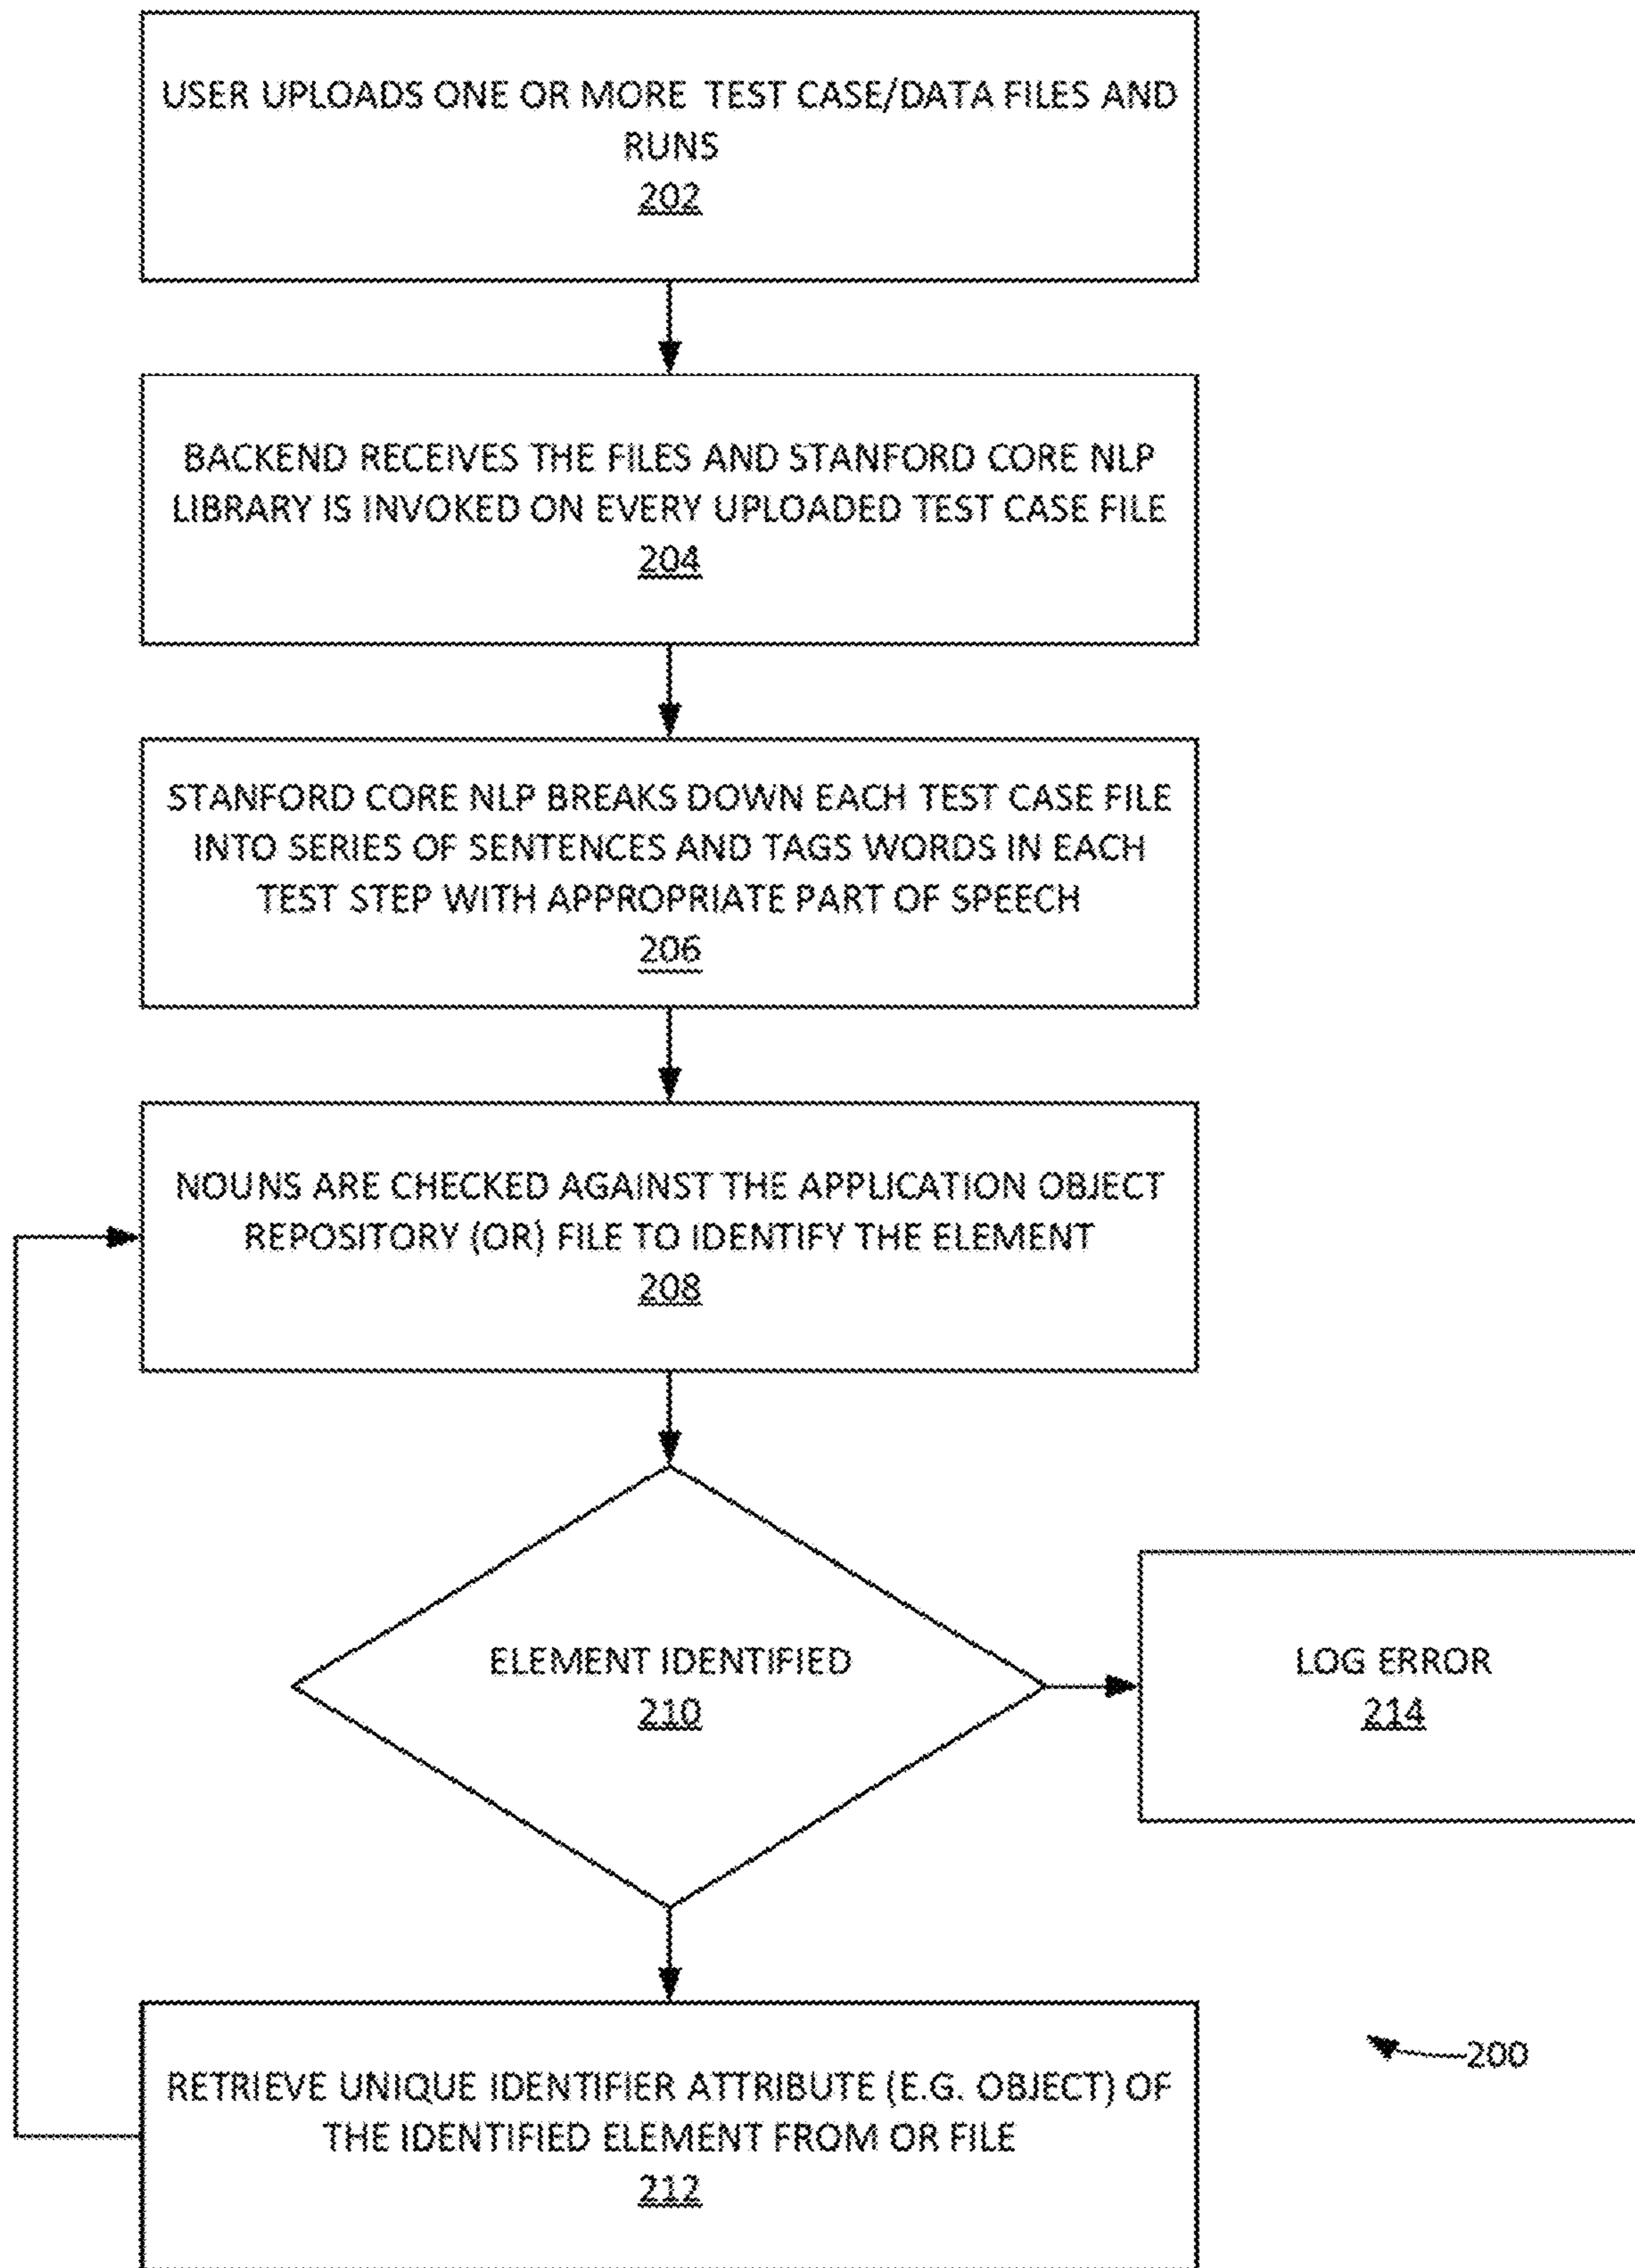 USER UPLOADS ONE OR MORE TEST CASE/DATA FILES AND
RUNS
202
BACKEND RECEIVES THE FILES AND STANFORD CORE NLP
LIBRARY IS INVOKED ON EVERY UPLOADED TEST CASE FILE
204
STANFORD CORE NLP BREAKS DOWN EACH TEST CASE FILE
INTO SERIES OF SENTENCES AND TAGS WORDS IN EACH
TEST STEP WITH APPROPRIATE PART OF SPEECH
206
NOUNS ARE CHECKED AGAINST THE APPLICATION OBJECT
REPOSITORY (OR) FILE TO IDENTIFY THE ELEMENT
208
ELEMENT IDENTIFIED
210
LOG ERROR
214
RETRIEVE UNIQUE IDENTIFIER ATTRIBUTE (E.G. OBJECT) OF
THE IDENTIFIED ELEMENT FROM OR FILE
212
200